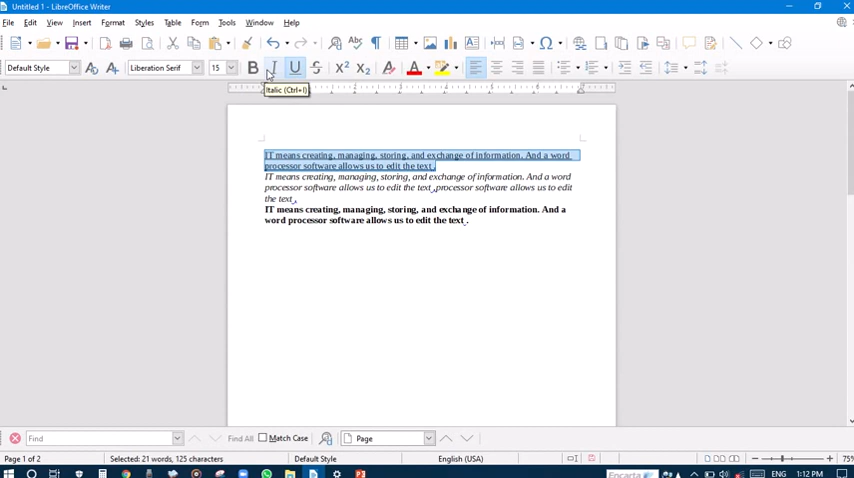 Untitled 1 - LibreOffice Writer
File Edit View Insert Format Styles Table Form Tools Window Help
Default Style Liberation Serif 15 B I U S X² X₂ A
Italic (Ctrl+I)
IT means creating, managing, storing, and exchange of information. And a word
processor software allows us to edit the text .
IT means creating, managing, storing, and exchange of information. And a word
processor software allows us to edit the text .processor software allows us to edit
the text .
IT means creating, managing, storing, and exchange of information. And a
word processor software allows us to edit the text .
Find Find All Match Case Page
Page 1 of 2 Selected: 21 words, 125 characters Default Style English (USA) 75%
Encarta ENG 1:12 PM